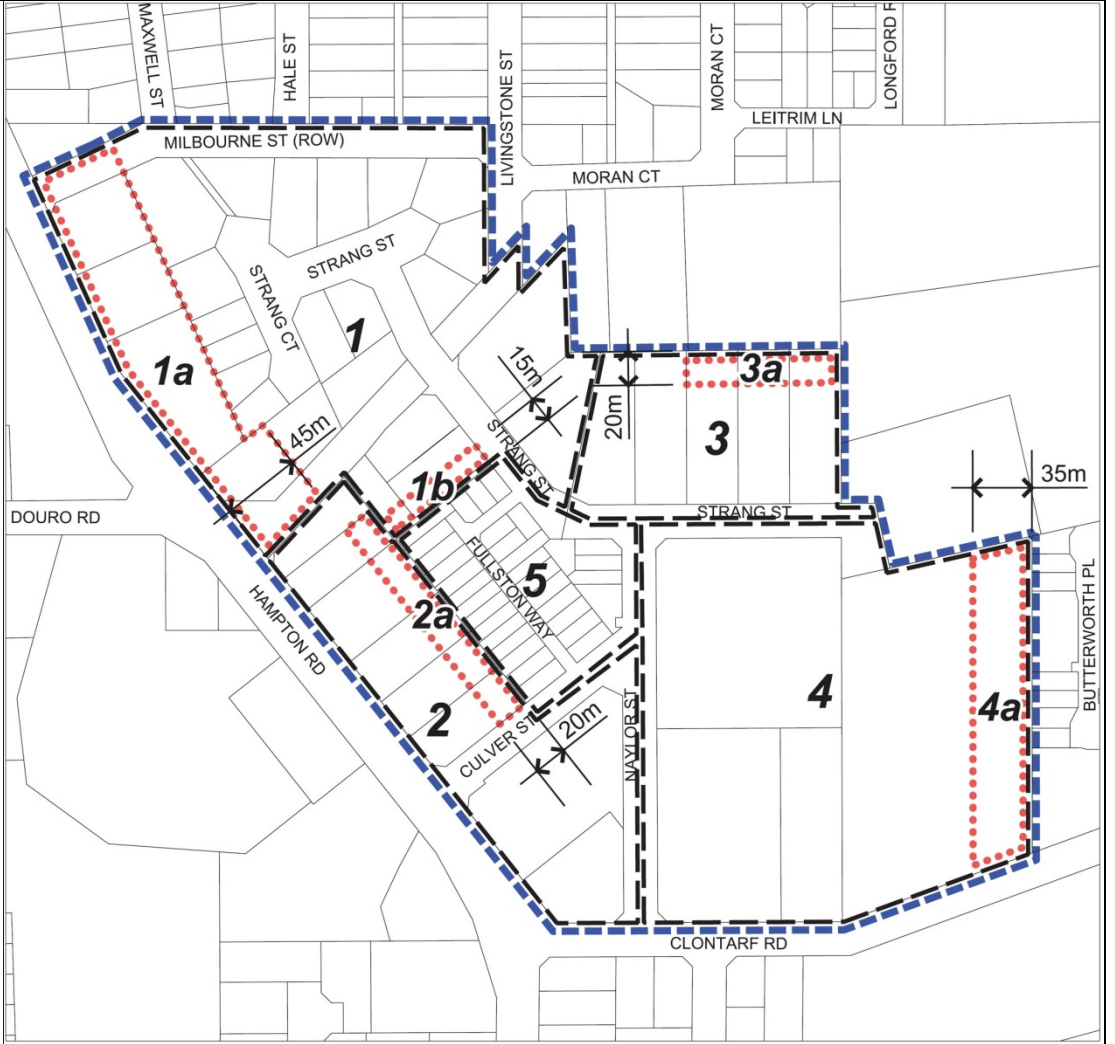 MAXWELL ST
HALE ST
LIVINGSTONE ST
MORAN CT
LONGFORD R
LEITRIM LN
MILBOURNE ST (ROW)
MORAN CT
STRANG ST
STRANG CT
1
1a
15m
20m
3a
45m
STRANG ST
3
1b
35m
DOURO RD
STRANG ST
FULLSTON WAY
5
HAMPTON RD
2a
BUTTERWORTH PL
4
4a
2
20m
NAYLOR ST
CULVER ST
CLONTARF RD